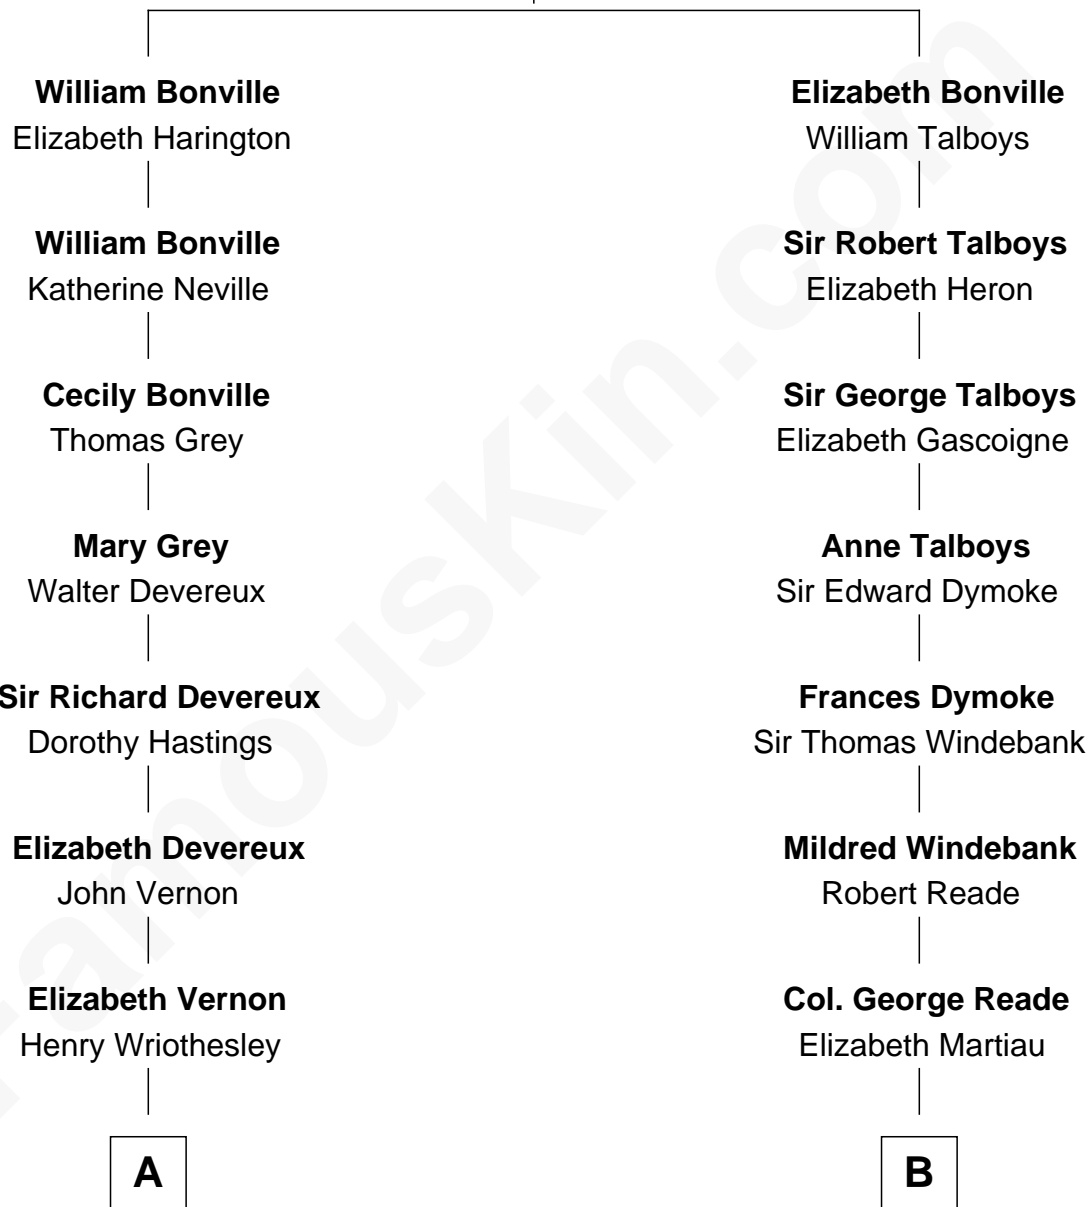 William Bonville
Elizabeth Harington
William Bonville
Katherine Neville
Cecily Bonville
Thomas Grey
Mary Grey
Walter Devereux
Sir Richard Devereux
Dorothy Hastings
Elizabeth Devereux
John Vernon
Elizabeth Vernon
Henry Wriothesley
A
Elizabeth Bonville
William Talboys
Sir Robert Talboys
Elizabeth Heron
Sir George Talboys
Elizabeth Gascoigne
Anne Talboys
Sir Edward Dymoke
Frances Dymoke
Sir Thomas Windebank
Mildred Windebank
Robert Reade
Col. George Reade
Elizabeth Martiau
B
FamousKin.com